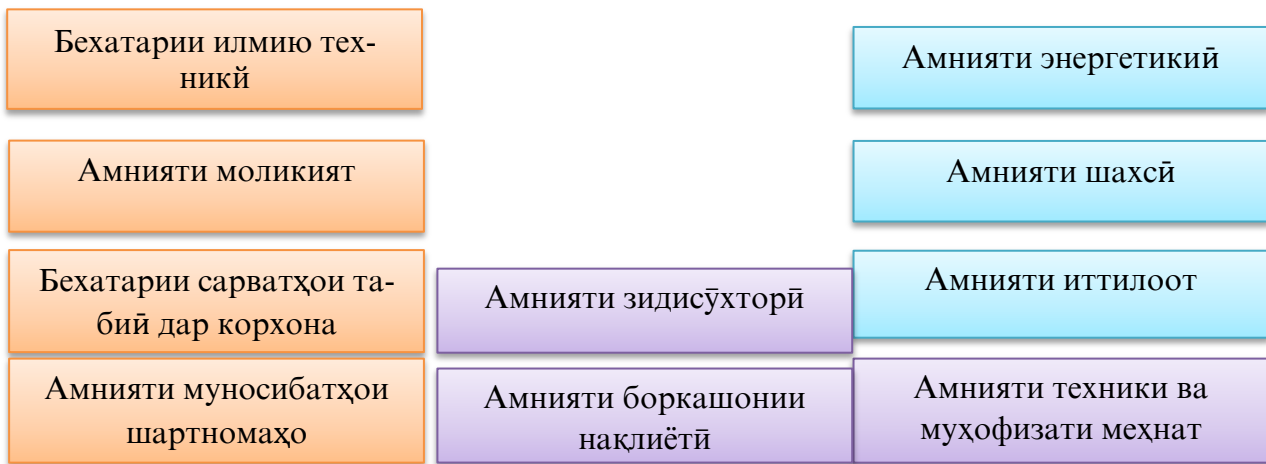 Бехатарии илмию тех-
никӣ
Амнияти энергетикӣ
Амнияти моликият
Амнияти шахсӣ
Бехатарии сарватҳои та-
биӣ дар корхона
Амнияти зидисӯхторӣ
Амнияти иттилоот
Амнияти муносибатҳои
шартномаҳо
Амнияти боркашонии
нақлиётӣ
Амнияти техники ва
муҳофизати меҳнат